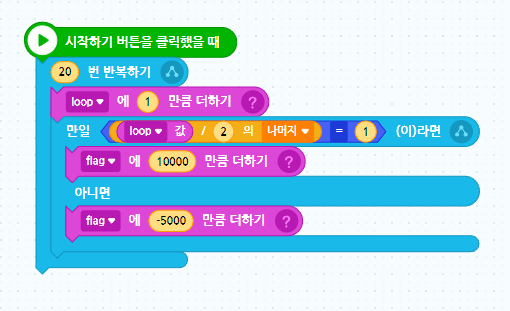 시작하기 버튼을 클릭했을 때
20 번 반복하기
loop ▼ 에 1 만큼 더하기 ?
만일 loop ▼ 값 / 2 의 나머지 ▼ = 1 (이)라면
flag ▼ 에 10000 만큼 더하기 ?
아니면
flag ▼ 에 -5000 만큼 더하기 ?